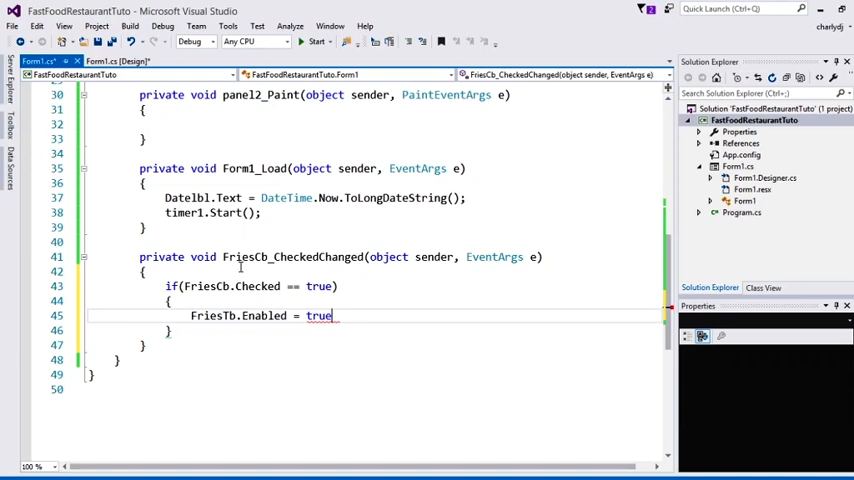 FastFoodRestaurantTuto - Microsoft Visual Studio
2
Quick Launch (Ctrl+Q)
File Edit View Project Build Debug Team Tools Test Analyze Window Help
charlydj
Debug Any CPU Start
Form1.cs* Form1.cs [Design]*
FastFoodRestaurantTuto FastFoodRestaurantTuto.Form1 FriesCb_CheckedChanged(object sender, EventArgs e)
30 private void panel2_Paint(object sender, PaintEventArgs e)
31 {
32
33 }
34
35 private void Form1_Load(object sender, EventArgs e)
36 {
37 Datelbl.Text = DateTime.Now.ToLongDateString();
38 timer1.Start();
39 }
40
41 private void FriesCb_CheckedChanged(object sender, EventArgs e)
42 {
43 if(FriesCb.Checked == true)
44 {
45 FriesTb.Enabled = true
46 }
47 }
48 }
49 }
50
100 %
Server Explorer
Toolbox
Data Sources
Solution Explorer
Search Solution Explorer (Ctrl+;)
Solution 'FastFoodRestaurantTuto' (1 project)
FastFoodRestaurantTuto
Properties
References
App.config
Form1.cs
Form1.Designer.cs
Form1.resx
Form1
Program.cs
Solution Explorer Class View
Properties